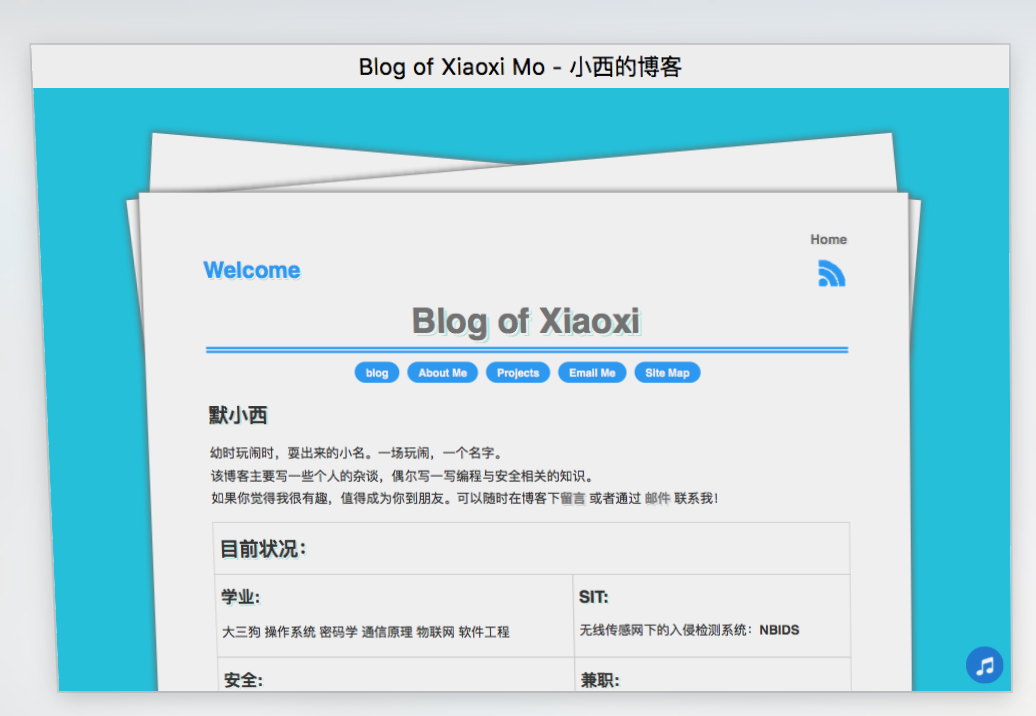 Blog of Xiaoxi Mo - 小西的博客
Home
Welcome
Blog of Xiaoxi
blog About Me Projects Email Me Site Map
默小西
幼时玩闹时，耍出来的小名。一场玩闹，一个名字。
该博客主要写一些个人的杂谈，偶尔写一写编程与安全相关的知识。
如果你觉得我很有趣，值得成为你到朋友。可以随时在博客下留言 或者通过 邮件 联系我！
目前状况：
学业:
大三狗 操作系统 密码学 通信原理 物联网 软件工程
SIT:
无线传感网下的入侵检测系统：NBIDS
安全:
兼职: